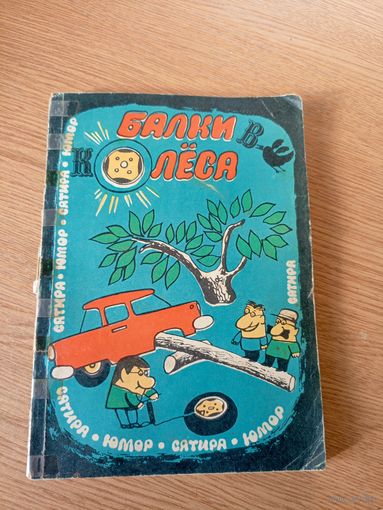 БАЛКИ В
КОЛЁСА
САТИРА • ЮМОР • САТИРА • ЮМОР
САТИРА
САТИРА • ЮМОР • САТИРА • ЮМОР